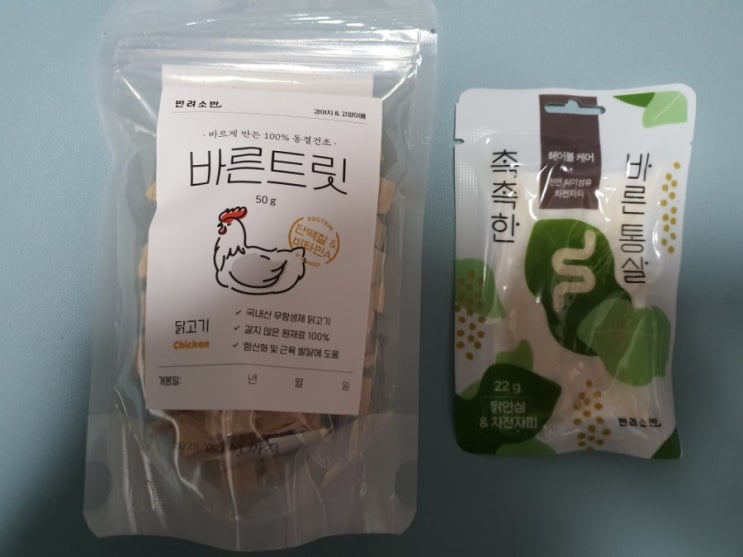 반려소반
강아지 & 고양이용
· 바르게 만든 100% 동결건조 ·
바른트릿
50 g
PROTEIN
단백질 &
비타민A
닭고기
Chicken
✓ 국내산 무항생제 닭고기
✓ 갈지 않은 원재료 100%
✓ 항산화 및 근육 발달에 도움
개봉일: 년 월 일
까지
헤어볼 케어
천연 식이섬유
차전자피
촉촉한
바른통살
22 g
닭안심
& 차전자피
반려소반